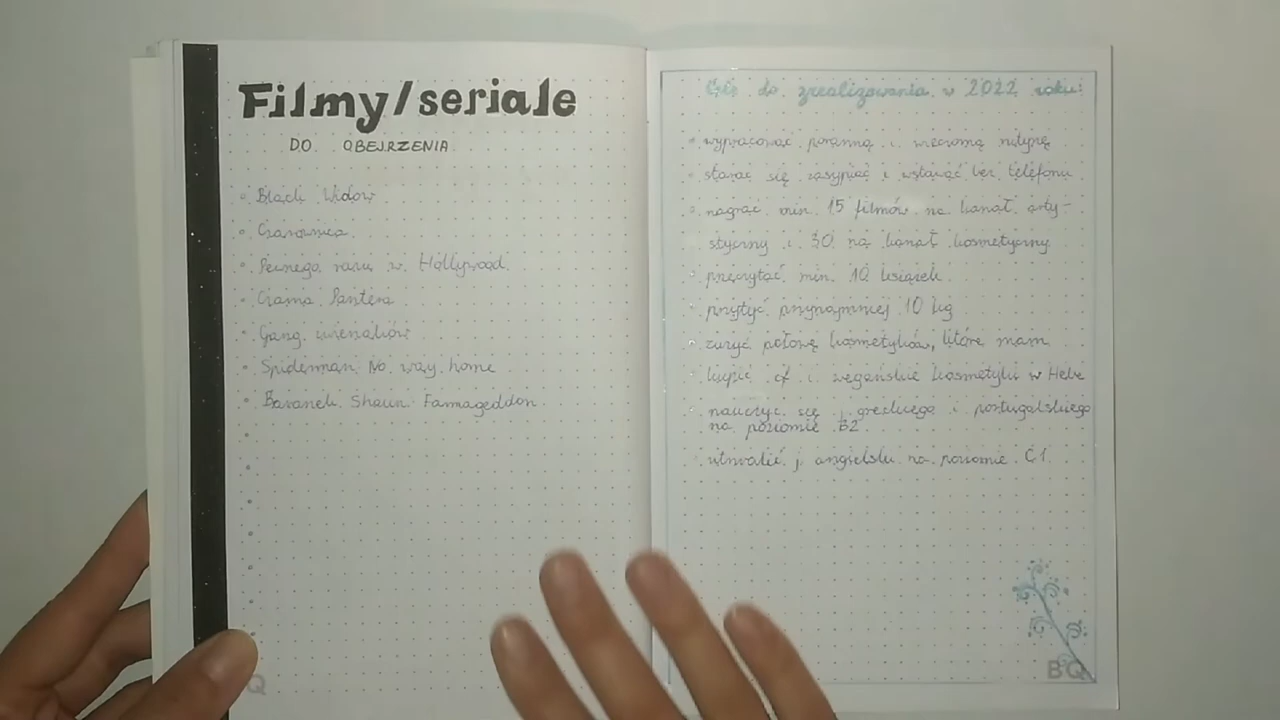 Filmy/seriale
DO OBEJRZENIA
Black Widow
Czarownica
Pewnego razu w Hollywood
Czarna Pantera
Gang wienaliów
Spiderman No way home
Baranek Shaun Farmageddon
Cele do zrealizowania w 2022 roku:
wypracować poranną i wieczorną rutynę
starać się zasypiać i wstawać bez telefonu
nagrać min. 15 filmów na kanał arty-
styczny i 30 na kanał kosmetyczny
przeczytać min. 10 książek
przytyć przynajmniej 10 kg
zużyć połowę kosmetyków, które mam
kupić cf i wegańskie kosmetyki w Hebe
nauczyć się j. greckiego i portugalskiego
na poziomie B2
utrwalić j. angielski na poziomie C1
Q
BQ